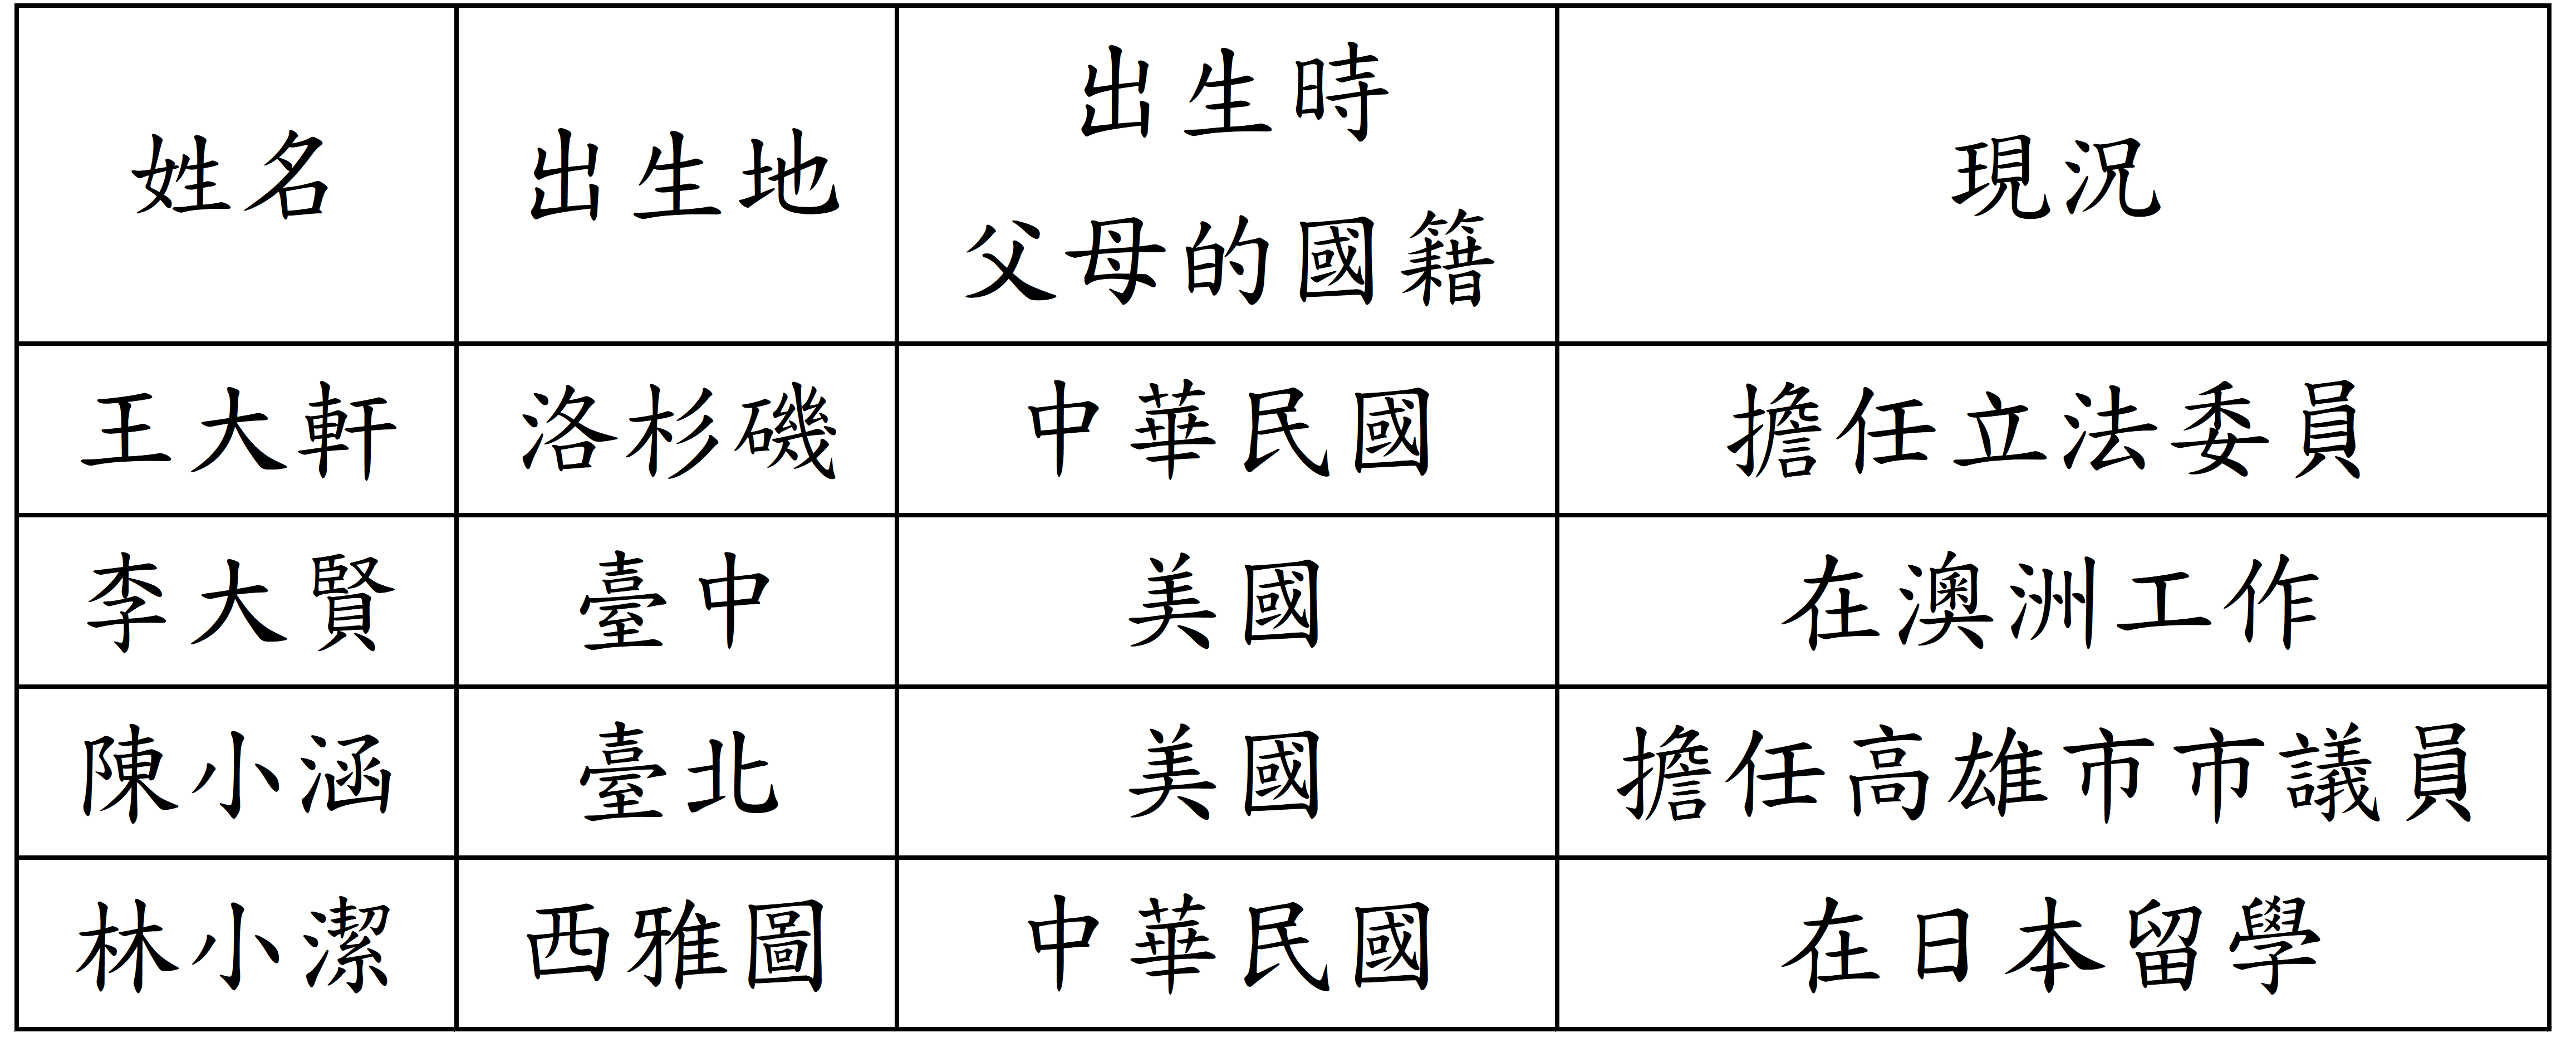 姓名 出生地 出生時父母的國籍 現況
王大軒 洛杉磯 中華民國 擔任立法委員
李大賢 臺中 美國 在澳洲工作
陳小涵 臺北 美國 擔任高雄市市議員
林小潔 西雅圖 中華民國 在日本留學